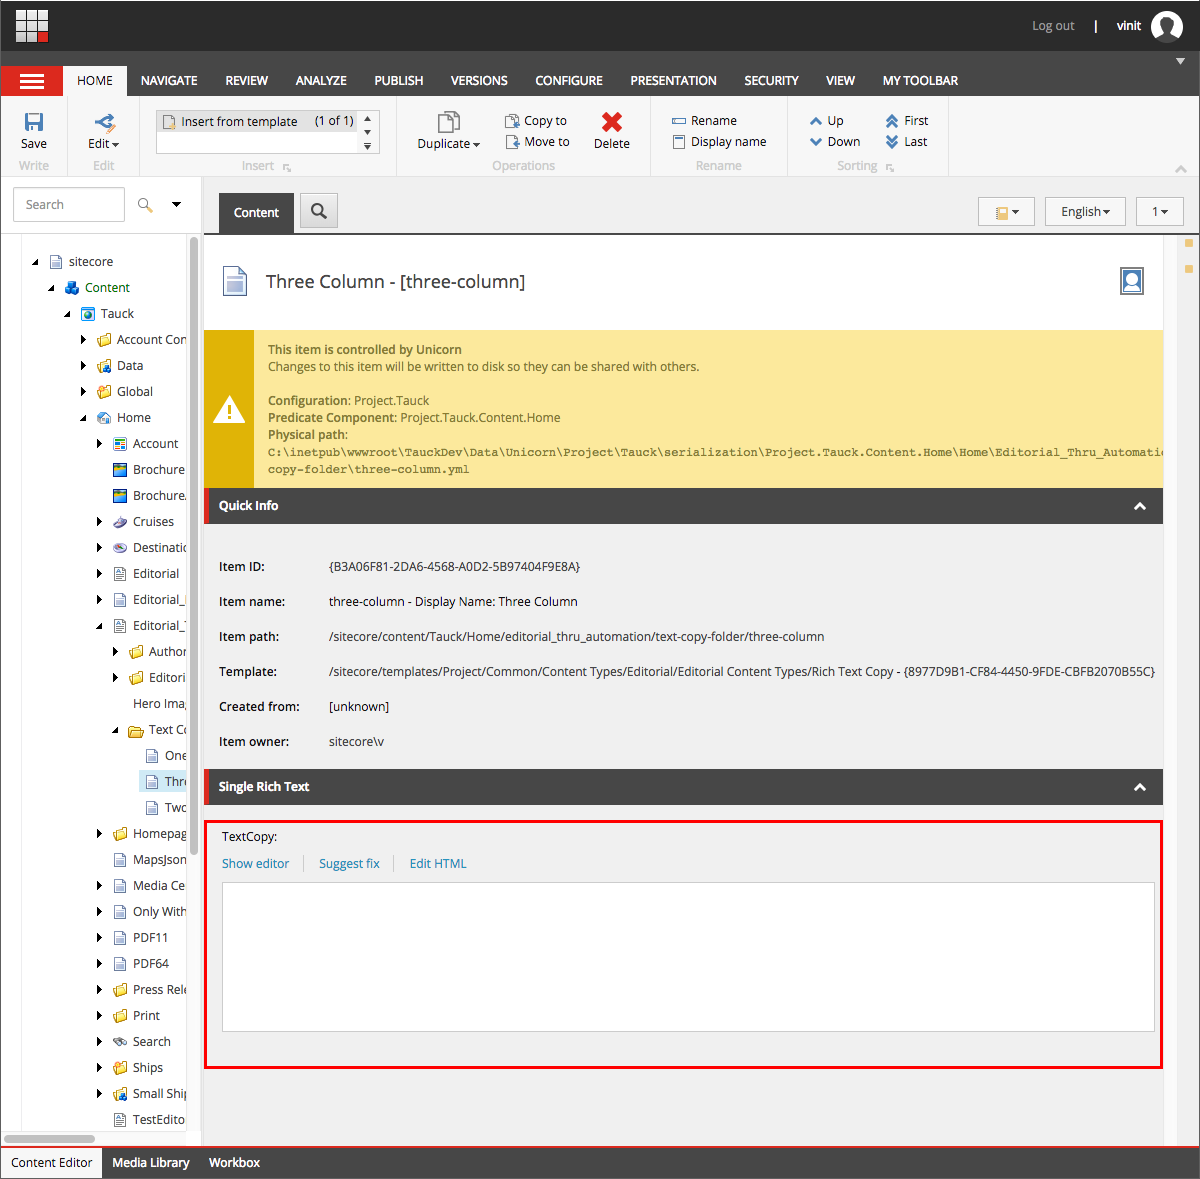 Log out | vinit
HOME NAVIGATE REVIEW ANALYZE PUBLISH VERSIONS CONFIGURE PRESENTATION SECURITY VIEW MY TOOLBAR
Save
Write
Edit
Edit
Insert from template (1 of 1)
Insert
Duplicate
Copy to
Move to
Delete
Operations
Rename
Display name
Rename
Up
Down
First
Last
Sorting
Search
Content
English
1
sitecore
Content
Tauck
Account Con
Data
Global
Home
Account
Brochure
Brochure
Cruises
Destinatio
Editorial
Editorial_
Editorial_
Author
Editori
Hero Ima
Text Co
One
Thre
Two
Homepag
MapsJson
Media Ce
Only With
PDF11
PDF64
Press Rele
Print
Search
Ships
Small Ship
TestEdito
Three Column - [three-column]
This item is controlled by Unicorn
Changes to this item will be written to disk so they can be shared with others.
Configuration: Project.Tauck
Predicate Component: Project.Tauck.Content.Home
Physical path:
C:\inetpub\wwwroot\TauckDev\Data\Unicorn\Project\Tauck\serialization\Project.Tauck.Content.Home\Home\Editorial_Thru_Automatio
copy-folder\three-column.yml
Quick Info
Item ID: {B3A06F81-2DA6-4568-A0D2-5B97404F9E8A}
Item name: three-column - Display Name: Three Column
Item path: /sitecore/content/Tauck/Home/editorial_thru_automation/text-copy-folder/three-column
Template: /sitecore/templates/Project/Common/Content Types/Editorial/Editorial Content Types/Rich Text Copy - {8977D9B1-CF84-4450-9FDE-CBFB2070B55C}
Created from: [unknown]
Item owner: sitecore\v
Single Rich Text
TextCopy:
Show editor Suggest fix Edit HTML
Content Editor Media Library Workbox